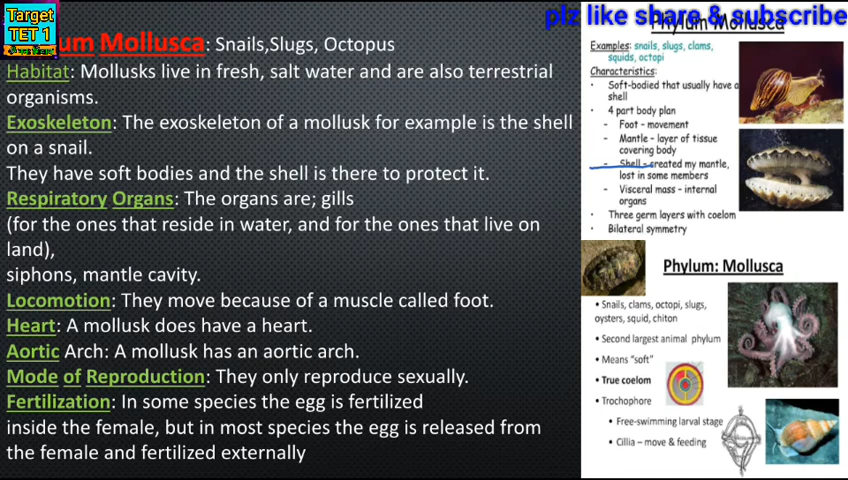 Target
TET 1
um Mollusca: Snails,Slugs, Octopus
Habitat: Mollusks live in fresh, salt water and are also terrestrial
organisms.
Exoskeleton: The exoskeleton of a mollusk for example is the shell
on a snail.
They have soft bodies and the shell is there to protect it.
Respiratory Organs: The organs are; gills
(for the ones that reside in water, and for the ones that live on
land),
siphons, mantle cavity.
Locomotion: They move because of a muscle called foot.
Heart: A mollusk does have a heart.
Aortic Arch: A mollusk has an aortic arch.
Mode of Reproduction: They only reproduce sexually.
Fertilization: In some species the egg is fertilized
inside the female, but in most species the egg is released from
the female and fertilized externally
plz like share & subscribe
Phylum Mollusca
Examples: snails, slugs, clams,
squids, octopi
Characteristics:
• Soft-bodied that usually have a
shell
• 4 part body plan
– Foot – movement
– Mantle – layer of tissue
covering body
– Shell – created my mantle,
lost in some members
– Visceral mass – internal
organs
• Three germ layers with coelom
• Bilateral symmetry
Phylum: Mollusca
• Snails, clams, octopi, slugs,
oysters, squid, chiton
• Second largest animal phylum
• Means "soft"
• True coelom
• Trochophore
• Free-swimming larval stage
• Cillia – move & feeding